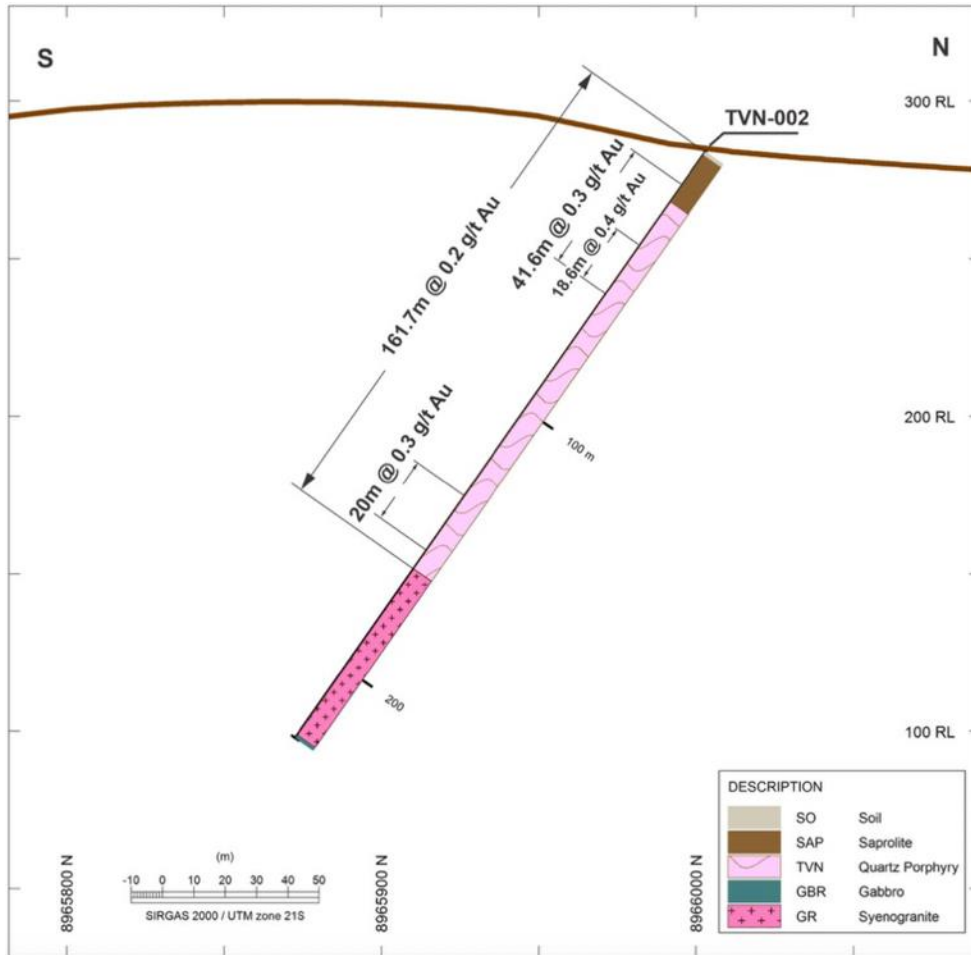 S
N
300 RL
TVN-002
41.6m @ 0.3 g/t Au
18.6m @ 0.4 g/t Au
161.7m @ 0.2 g/t Au
20m @ 0.3 g/t Au
200 RL
100 m
200
100 RL
DESCRIPTION
SO Soil
SAP Saprolite
TVN Quartz Porphyry
GBR Gabbro
GR Syenogranite
(m)
-10 0 10 20 30 40 50
SIRGAS 2000 / UTM zone 21S
8965800 N
8965900 N
8966000 N